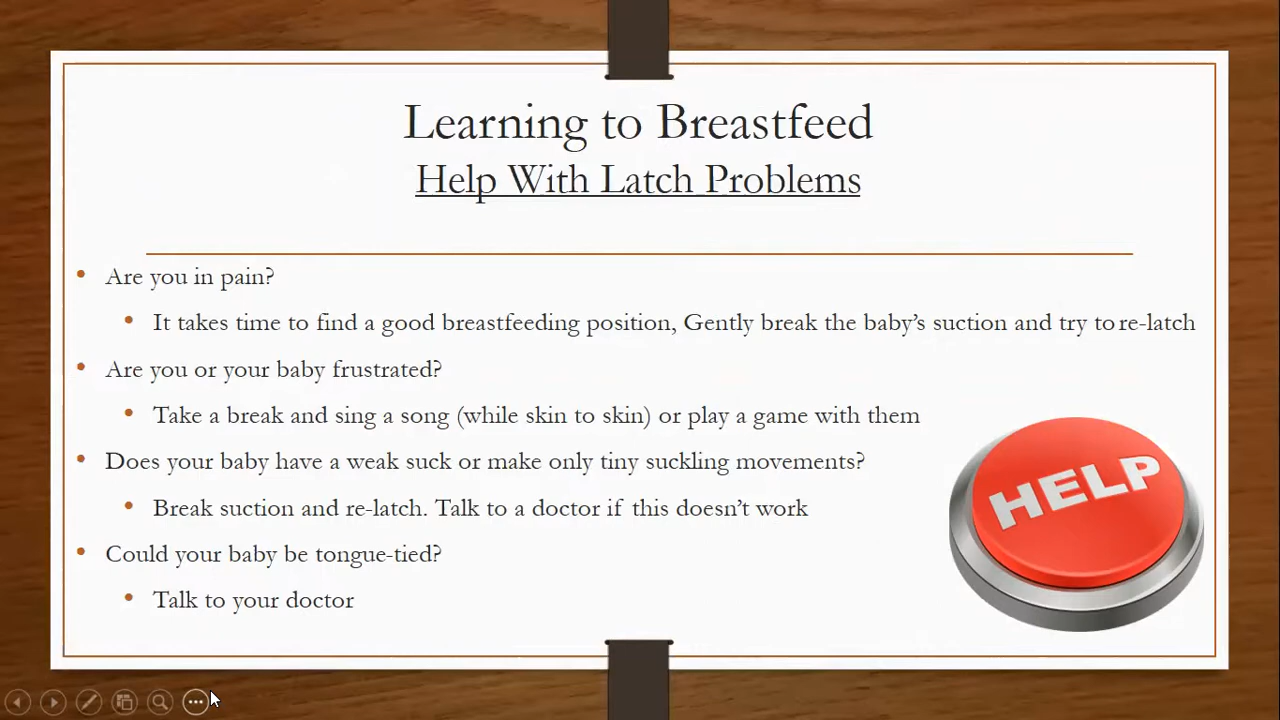 Learning to Breastfeed
Help With Latch Problems
• Are you in pain?
• It takes time to find a good breastfeeding position, Gently break the baby’s suction and try to re-latch
• Are you or your baby frustrated?
• Take a break and sing a song (while skin to skin) or play a game with them
• Does your baby have a weak suck or make only tiny suckling movements?
• Break suction and re-latch. Talk to a doctor if this doesn’t work
• Could your baby be tongue-tied?
• Talk to your doctor
HELP